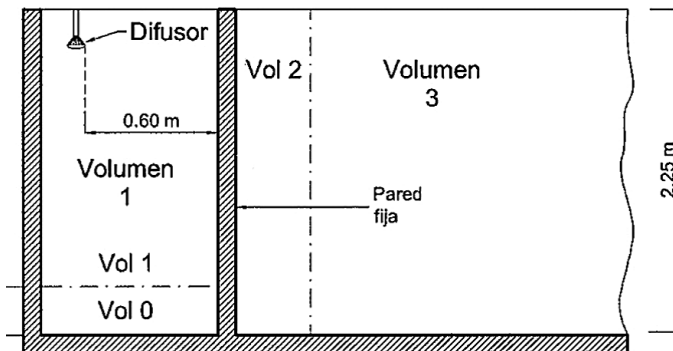 Difusor
Vol 2
Volumen
3
0.60 m
Volumen
1
Pared
fija
2.25 m
Vol 1
Vol 0